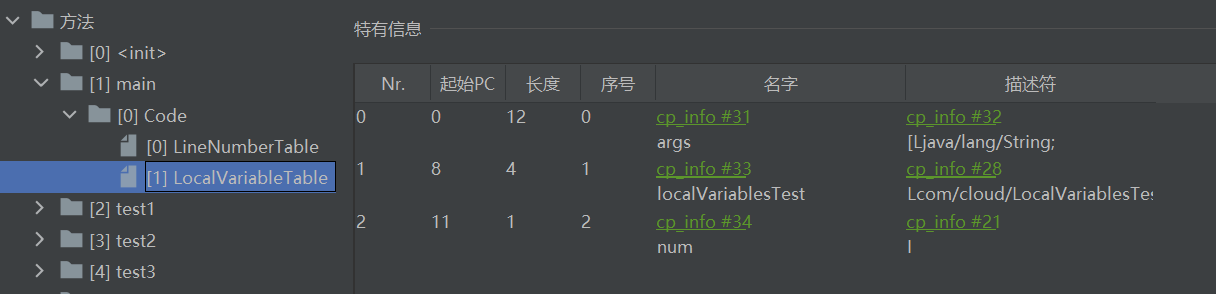 方法
[0] <init>
[1] main
[0] Code
[0] LineNumberTable
[1] LocalVariableTable
[2] test1
[3] test2
[4] test3
特有信息
Nr. 起始PC 长度 序号 名字 描述符
0 0 12 0 cp_info #31 cp_info #32
args [Ljava/lang/String;
1 8 4 1 cp_info #33 cp_info #28
localVariablesTest Lcom/cloud/LocalVariablesTes
2 11 1 2 cp_info #34 cp_info #21
num I